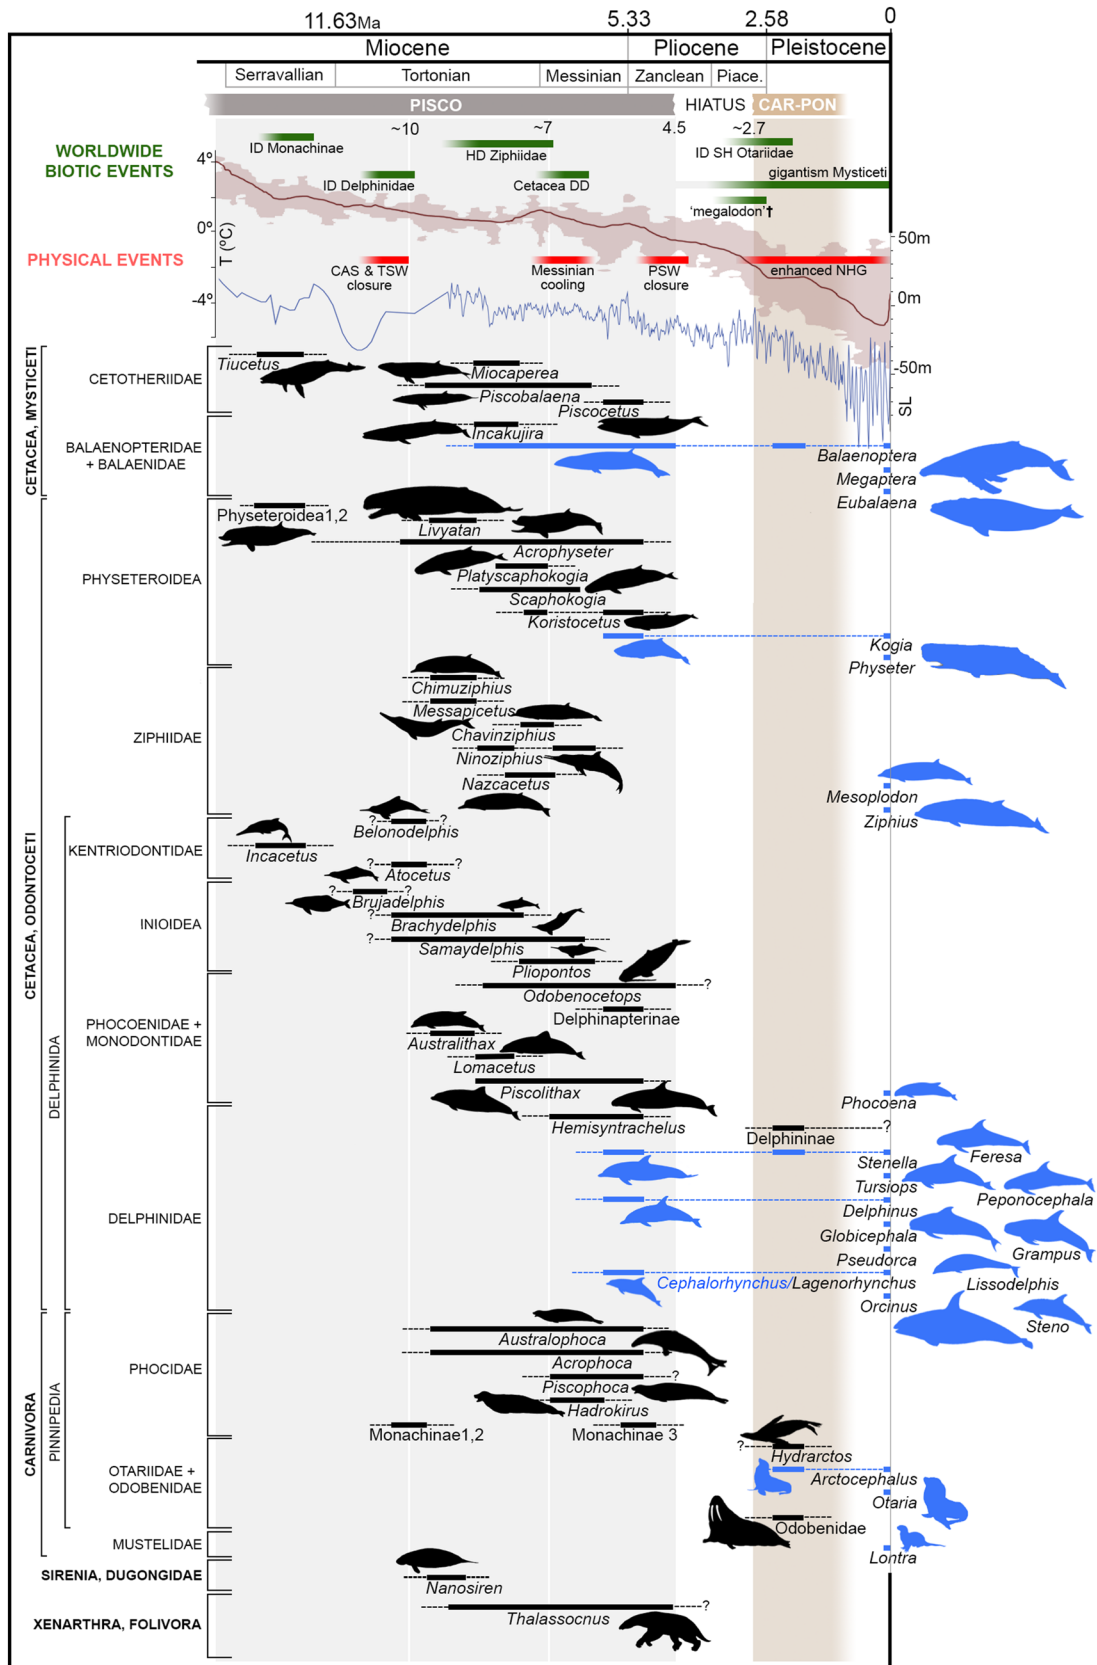 11.63Ma 5.33 2.58 0
Miocene Pliocene Pleistocene
Serravallian Tortonian Messinian Zanclean Piace.
PISCO HIATUS CAR-PON
~10 ~7 4.5 ~2.7
WORLDWIDE
BIOTIC EVENTS
ID Monachinae
HD Ziphiidae
ID SH Otariidae
ID Delphinidae
Cetacea DD
gigantism Mysticeti
'megalodon'†
4º
0º
-4º
T (ºC)
50m
0m
-50m
SL
PHYSICAL EVENTS
CAS & TSW
closure
Messinian
cooling
PSW
closure
enhanced NHG
CETACEA, MYSTICETI
CETOTHERIIDAE
Tiucetus
Miocaperea
Piscobalaena
Piscocetus
BALAENOPTERIDAE
+ BALAENIDAE
Incakujira
Balaenoptera
Megaptera
Eubalaena
CETACEA, ODONTOCETI
PHYSETEROIDEA
Physeteroidea1,2
Livyatan
Acrophyseter
Platyscaphokogia
Scaphokogia
Koristocetus
Kogia
Physeter
ZIPHIIDAE
Chimuziphius
Messapicetus
Chavinziphius
Ninoziphius
Nazcacetus
Mesoplodon
Ziphius
DELPHINIDA
KENTRIODONTIDAE
? ?
Belonodelphis
Incacetus
? ?
Atocetus
INIOIDEA
? ?
Brujadelphis
?
Brachydelphis
?
Samaydelphis
Pliopontos
PHOCOENIDAE +
MONODONTIDAE
?
Odobenocetops
Delphinapterinae
Australithax
Lomacetus
Piscolithax
Phocoena
Hemisyntrachelus
DELPHINIDAE
?
Delphininae
Feresa
Stenella
Tursiops
Peponocephala
Delphinus
Globicephala
Grampus
Pseudorca
Cephalorhynchus/Lagenorhynchus
Lissodelphis
Orcinus
Steno
CARNIVORA
PINNIPEDIA
PHOCIDAE
Australophoca
Acrophoca
?
Piscophoca
Hadrokirus
Monachinae1,2
Monachinae 3
OTARIIDAE +
ODOBENIDAE
?
Hydrarctos
Arctocephalus
Otaria
Odobenidae
MUSTELIDAE
Lontra
SIRENIA, DUGONGIDAE
Nanosiren
XENARTHRA, FOLIVORA
?
Thalassocnus